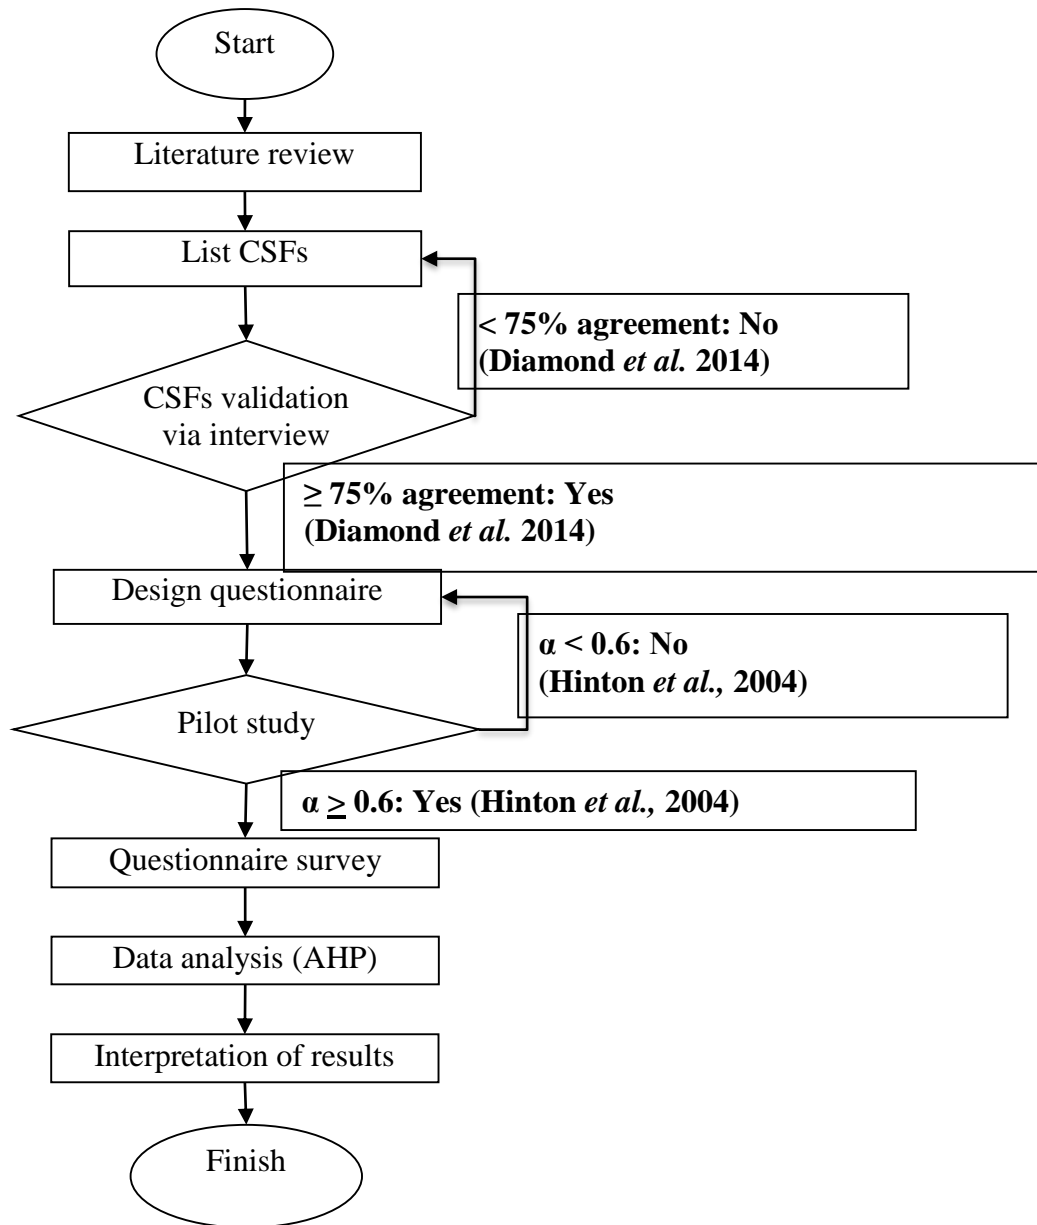 Start
Literature review
List CSFs
< 75% agreement: No
(Diamond et al. 2014)
CSFs validation
via interview
≥ 75% agreement: Yes
(Diamond et al. 2014)
Design questionnaire
α < 0.6: No
(Hinton et al., 2004)
Pilot study
α ≥ 0.6: Yes (Hinton et al., 2004)
Questionnaire survey
Data analysis (AHP)
Interpretation of results
Finish